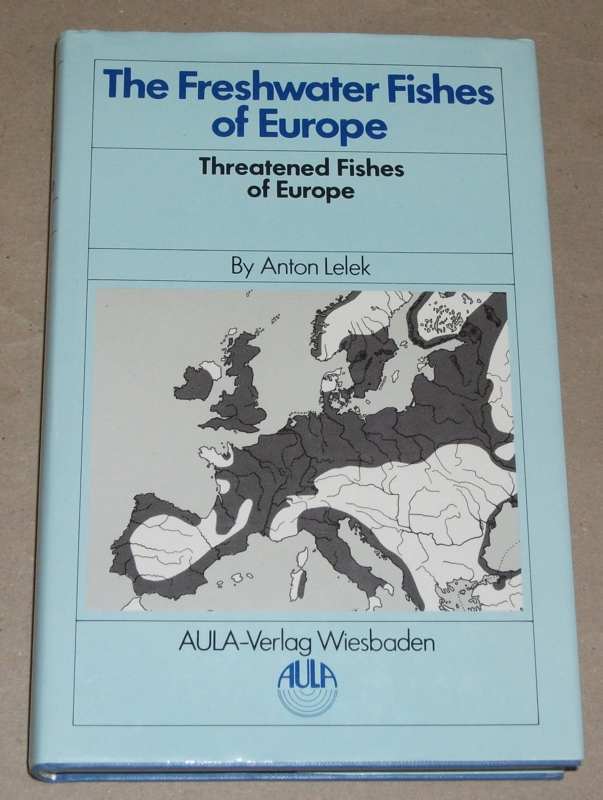 The Freshwater Fishes
of Europe
Threatened Fishes
of Europe
By Anton Lelek
AULA-Verlag Wiesbaden
AULA